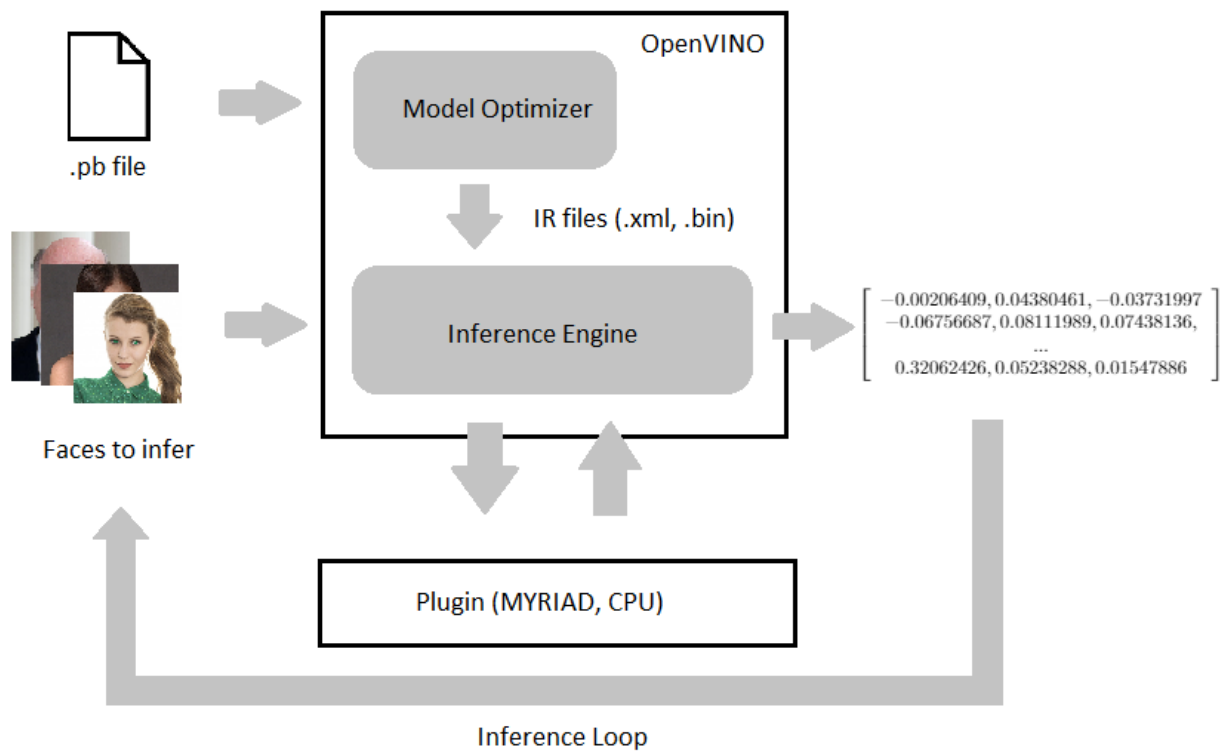 OpenVINO
Model Optimizer
.pb file
IR files (.xml, .bin)
Inference Engine
−0.00206409, 0.04380461, −0.03731997
−0.06756687, 0.08111989, 0.07438136,
...
0.32062426, 0.05238288, 0.01547886
Faces to infer
Plugin (MYRIAD, CPU)
Inference Loop